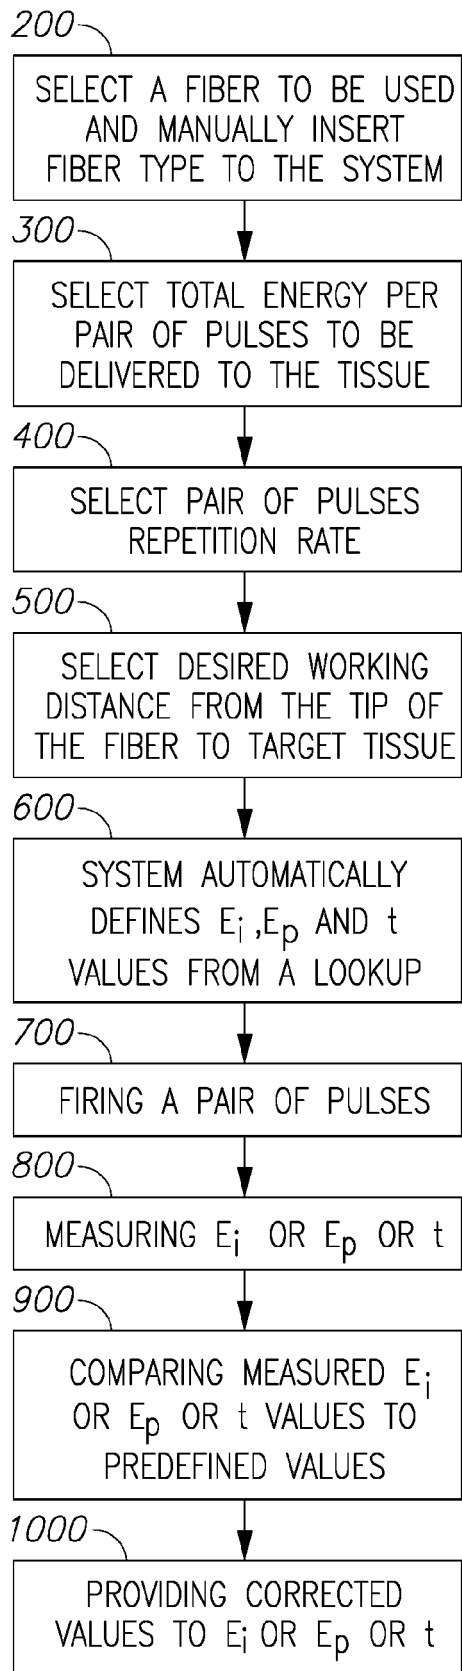 200
SELECT A FIBER TO BE USED
AND MANUALLY INSERT
FIBER TYPE TO THE SYSTEM
300
SELECT TOTAL ENERGY PER
PAIR OF PULSES TO BE
DELIVERED TO THE TISSUE
400
SELECT PAIR OF PULSES
REPETITION RATE
500
SELECT DESIRED WORKING
DISTANCE FROM THE TIP OF
THE FIBER TO TARGET TISSUE
600
SYSTEM AUTOMATICALLY
DEFINES Ei ,Ep AND t
VALUES FROM A LOOKUP
700
FIRING A PAIR OF PULSES
800
MEASURING Ei OR Ep OR t
900
COMPARING MEASURED Ei
OR Ep OR t VALUES TO
PREDEFINED VALUES
1000
PROVIDING CORRECTED
VALUES TO Ei OR Ep OR t